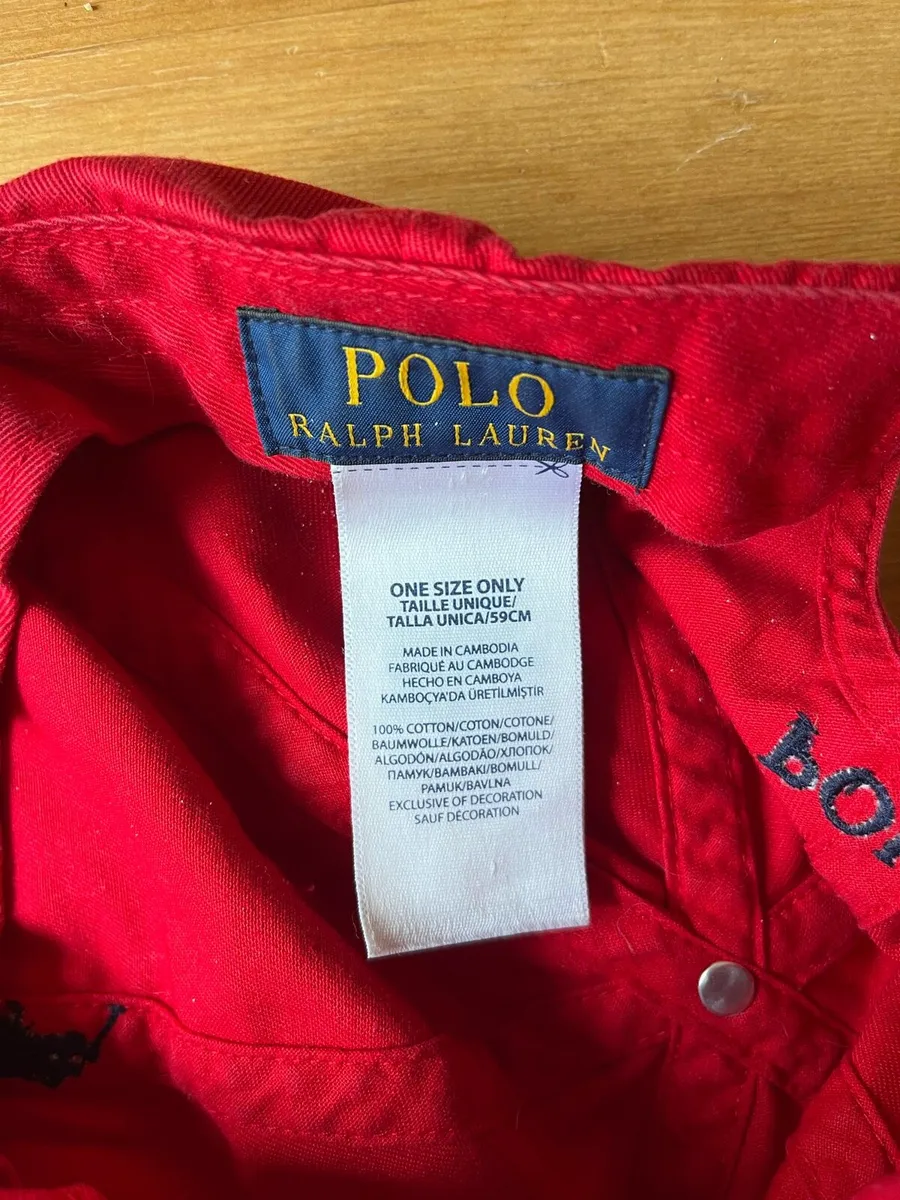 POLO
RALPH LAUREN
ONE SIZE ONLY
TAILLE UNIQUE/
TALLA UNICA/59CM
MADE IN CAMBODIA
FABRIQUÉ AU CAMBODGE
HECHO EN CAMBOYA
KAMBOÇYA'DA ÜRETİLMİŞTİR
100% COTTON/COTON/COTONE/
BAUMWOLLE/KATOEN/BOMULD/
ALGODÓN/ALGODÃO/ХЛОПОК/
ПАМУК/BAMBAKI/BOMULL/
PAMUK/BAVLNA
EXCLUSIVE OF DECORATION
SAUF DÉCORATION